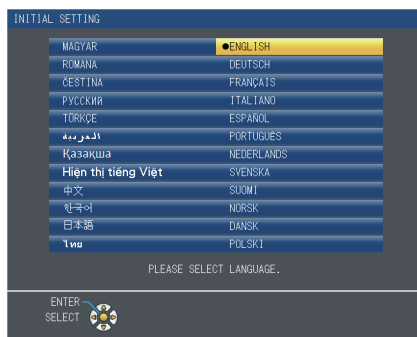 INITIAL SETTING
MAGYAR ●ENGLISH
ROMANA DEUTSCH
ČEŠTINA FRANÇAIS
РУССКИЙ ITALIANO
TÜRKÇE ESPAÑOL
العربية PORTUGUÊS
Қазақша NEDERLANDS
Hiện thị tiếng Việt SVENSKA
中文 SUOMI
한국어 NORSK
日本語 DANSK
ไทย POLSKI
PLEASE SELECT LANGUAGE.
ENTER
SELECT